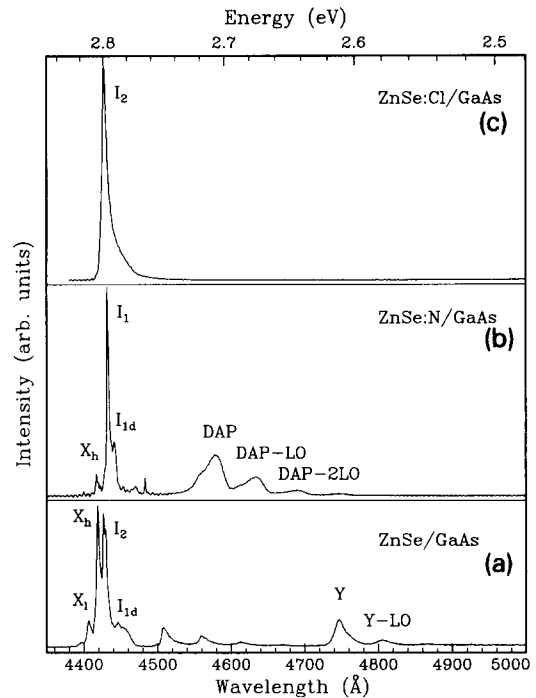 Energy (eV)
2.8 2.7 2.6 2.5
I₂
ZnSe:Cl/GaAs
(c)
Intensity (arb. units)
I₁
ZnSe:N/GaAs
(b)
I₁d
Xₕ
DAP
DAP-LO
DAP-2LO
Xₕ
I₂
ZnSe/GaAs
(a)
Xₗ
I₁d
Y
Y-LO
4400 4500 4600 4700 4800 4900 5000
Wavelength (Å)